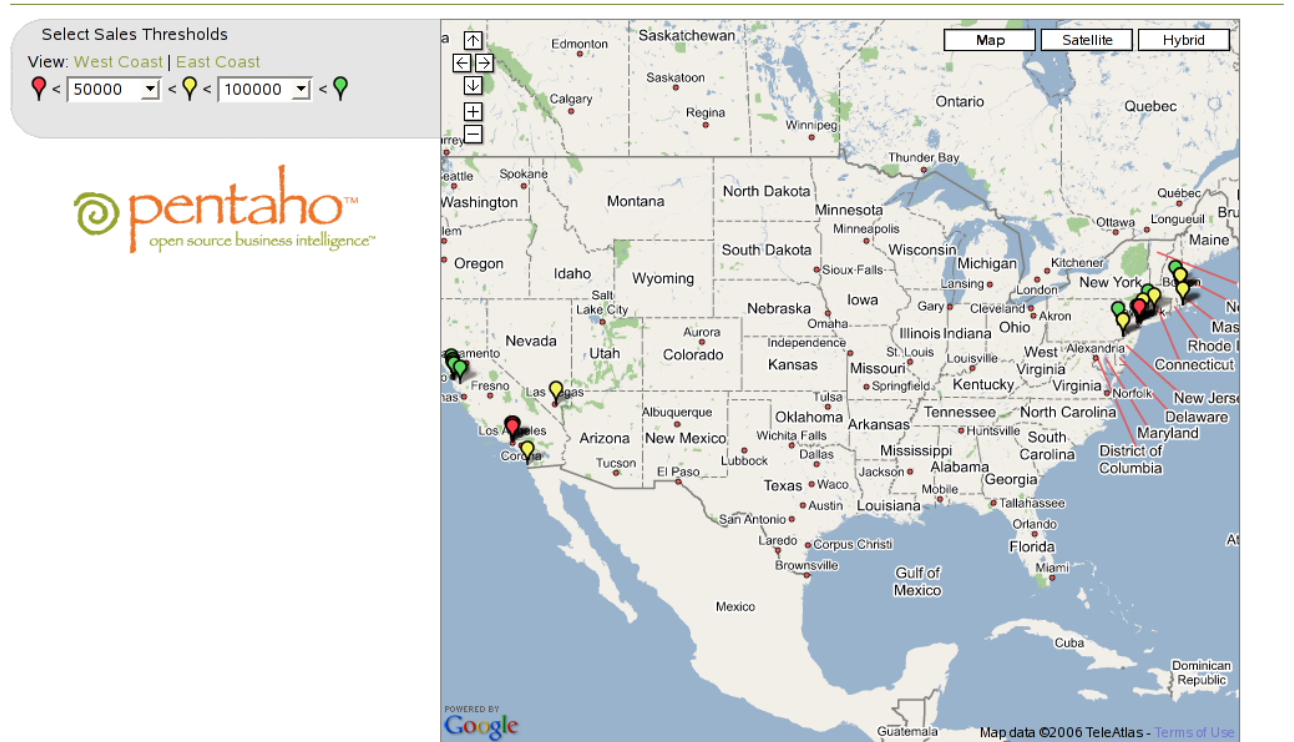 Select Sales Thresholds
View: West Coast | East Coast
< 50000 < < 100000 <
pentaho™
open source business intelligence™
Map Satellite Hybrid
Edmonton
Saskatchewan
Saskatoon
Calgary
Regina
Winnipeg
Ontario
Quebec
Thunder Bay
Spokane
Washington
Montana
North Dakota
Minnesota
Minneapolis
Québec
Ottawa
Longueuil
Maine
Oregon
Idaho
Wyoming
South Dakota
Sioux Falls
Wisconsin
Michigan
Lansing
Kitchener
London
New York
Salt
Lake City
Nebraska
Omaha
Iowa
Gary
Cleveland
Akron
Nevada
Utah
Aurora
Colorado
Independence
Kansas
Illinois
Indiana
Ohio
St. Louis
Missouri
Louisville
West
Virginia
Alexandria
Rhode
Connecticut
Fresno
Las Vegas
Springfield
Kentucky
Virginia
Norfolk
New Jerse
Delaware
Maryland
District of
Columbia
Los Angeles
Corona
Arizona
Tucson
Albuquerque
New Mexico
El Paso
Tulsa
Oklahoma
Wichita Falls
Arkansas
Tennessee
Huntsville
North Carolina
South
Carolina
Lubbock
Dallas
Mississippi
Jackson
Alabama
Georgia
Texas
Waco
Austin
Louisiana
Mobile
Tallahassee
San Antonio
Orlando
Florida
Laredo
Corpus Christi
Brownsville
Miami
Gulf of
Mexico
Mexico
Cuba
Dominican
Republic
Guatemala
POWERED BY
Google
Map data ©2006 TeleAtlas - Terms of Use